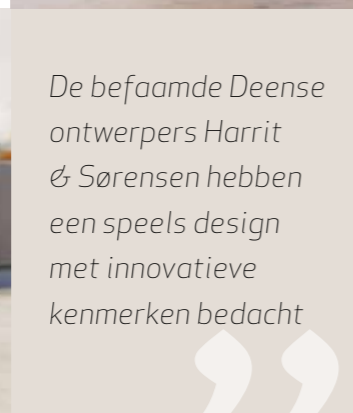 De befaamde Deense
ontwerpers Harrit
& Sørensen hebben
een speels design
met innovatieve
kenmerken bedacht
”